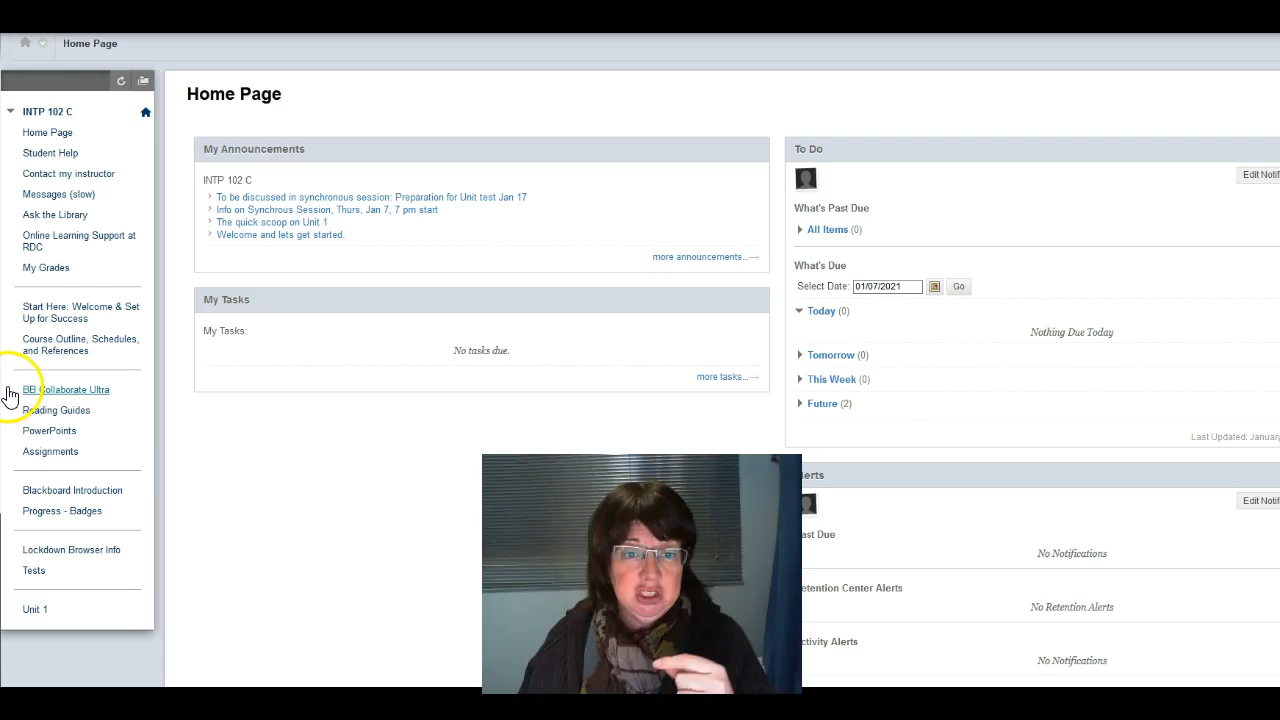 Home Page
INTP 102 C
Home Page
Student Help
Contact my instructor
Messages (slow)
Ask the Library
Online Learning Support at
RDC
My Grades
Start Here: Welcome & Set
Up for Success
Course Outline, Schedules,
and References
BB Collaborate Ultra
Reading Guides
PowerPoints
Assignments
Blackboard Introduction
Progress - Badges
Lockdown Browser Info
Tests
Unit 1
Home Page
My Announcements
INTP 102 C
To be discussed in synchronous session: Preparation for Unit test Jan 17
Info on Synchrous Session, Thurs, Jan 7, 7 pm start
The quick scoop on Unit 1
Welcome and lets get started.
more announcements...
My Tasks
My Tasks:
No tasks due.
more tasks...
To Do
Edit Notif
What's Past Due
All Items (0)
What's Due
Select Date: 01/07/2021 Go
Today (0)
Nothing Due Today
Tomorrow (0)
This Week (0)
Future (2)
Last Updated: January
lerts
Edit Notif
ast Due
No Notifications
etention Center Alerts
No Retention Alerts
ctivity Alerts
No Notifications